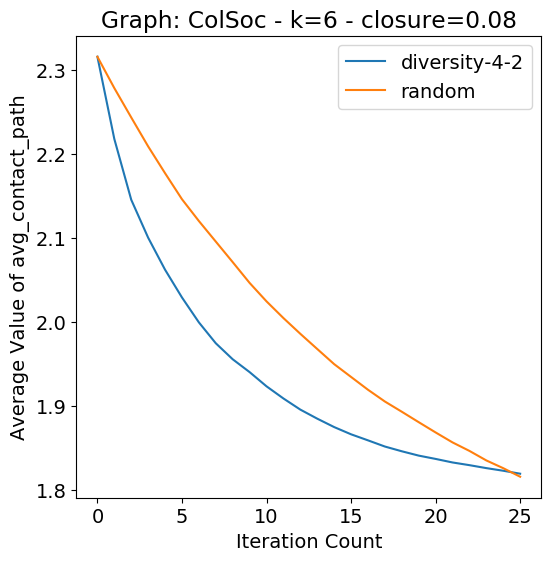 Graph: ColSoc - k=6 - closure=0.08
diversity-4-2
random
Average Value of avg_contact_path
2.3
2.2
2.1
2.0
1.9
1.8
0 5 10 15 20 25
Iteration Count